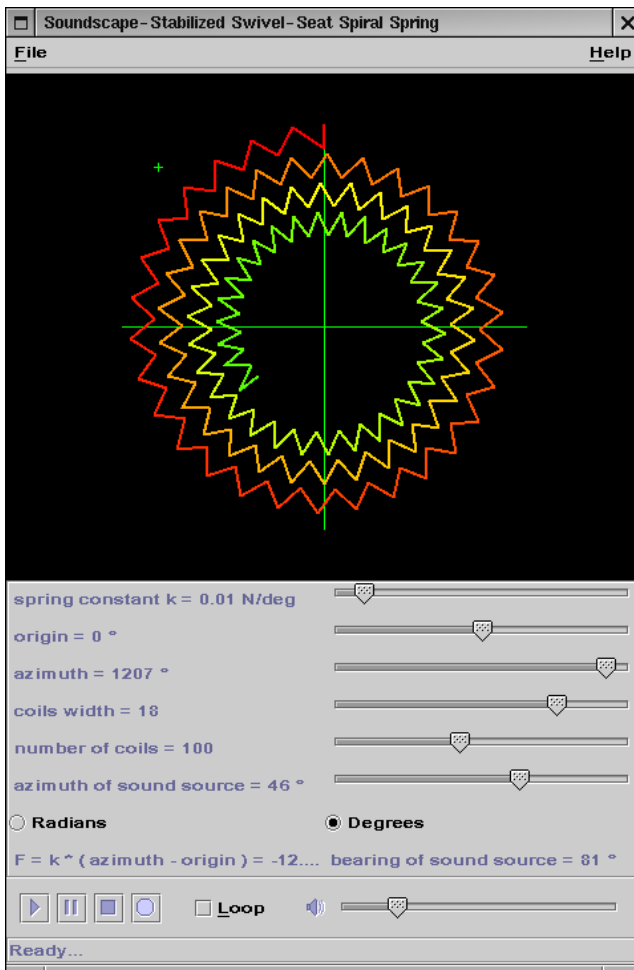 Soundscape-Stabilized Swivel-Seat Spiral Spring
File Help
spring constant k = 0.01 N/deg
origin = 0 °
azimuth = 1207 °
coils width = 18
number of coils = 100
azimuth of sound source = 46 °
Radians Degrees
F = k * ( azimuth - origin ) = -12.... bearing of sound source = 81 °
Loop
Ready...